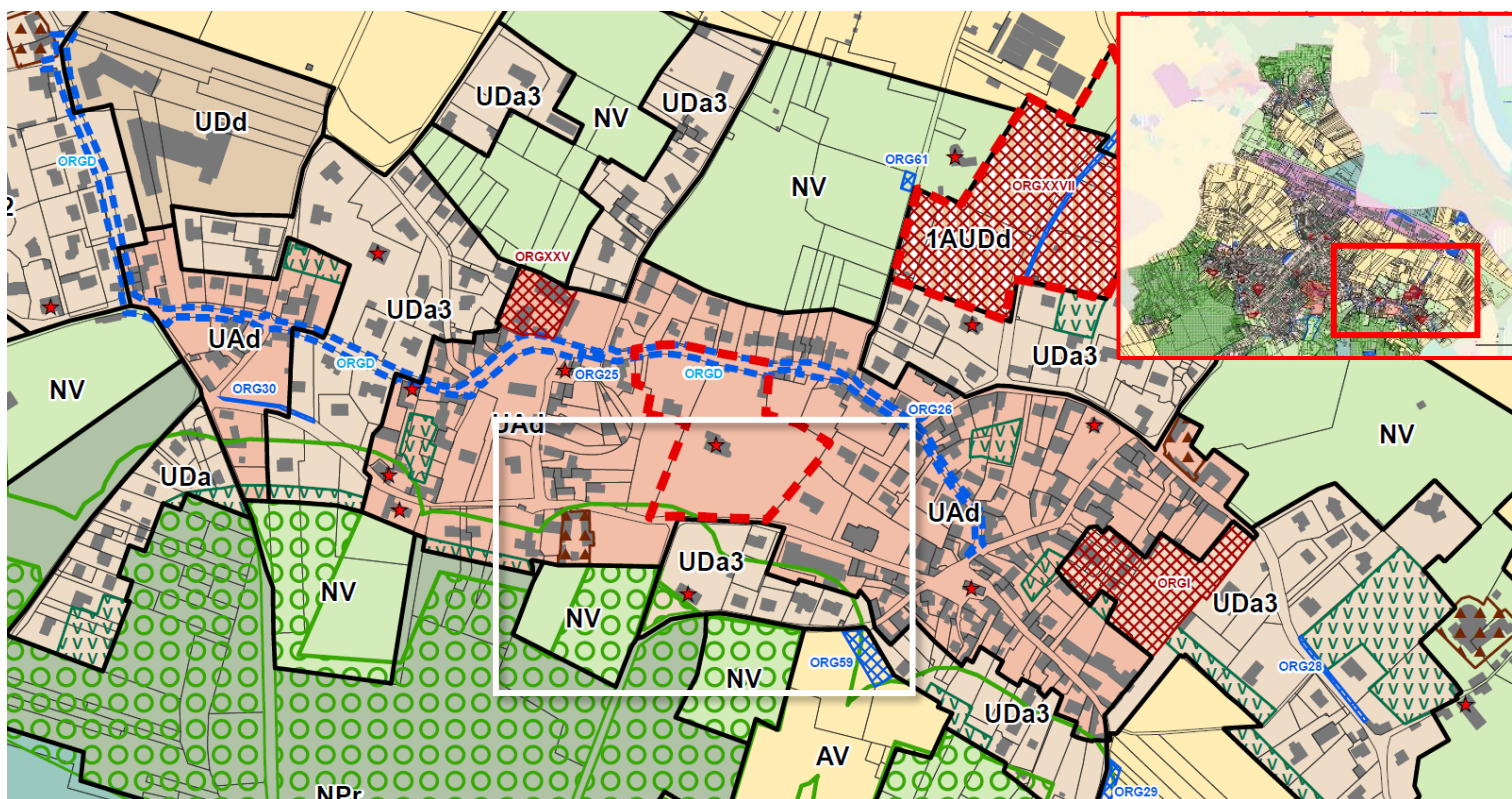 UDd
UDa3
UDa3
NV
ORGD
ORG61
NV
ORGXXVII
2
1AUDd
ORGXXV
UDa3
UAd
ORGD
ORG25
ORGD
UDa3
NV
ORG30
ORG26
NV
UAd
UDa
UAd
UDa3
ORGI
NV
NV
UDa3
ORG59
ORG28
NV
UDa3
AV
NPr
ORG29